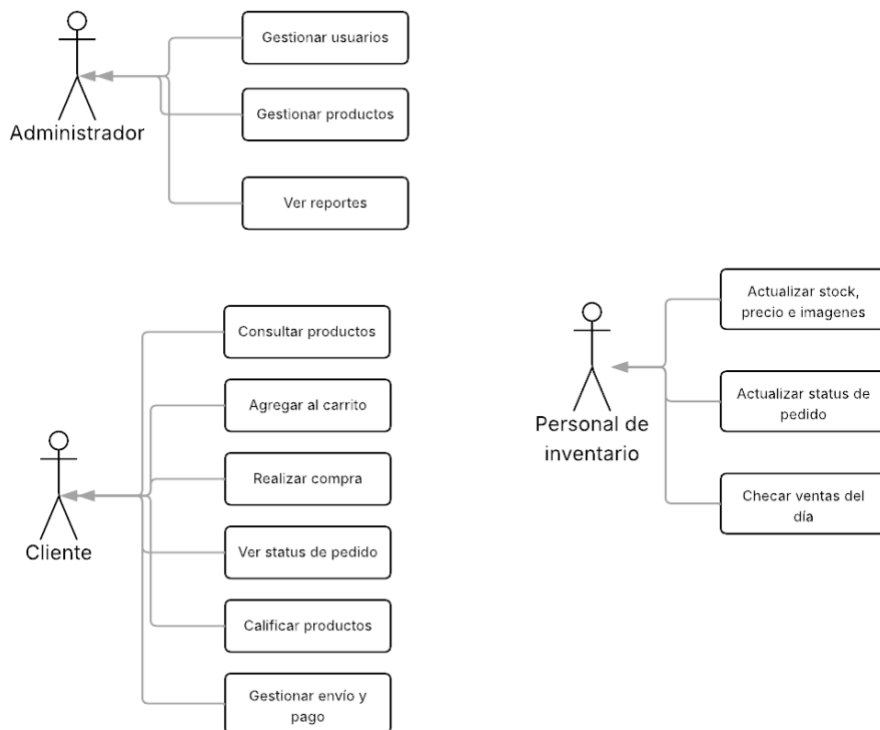 Gestionar usuarios
Gestionar productos
Administrador
Ver reportes
Consultar productos
Agregar al carrito
Realizar compra
Cliente
Ver status de pedido
Calificar productos
Gestionar envío y
pago
Actualizar stock,
precio e imagenes
Actualizar status de
pedido
Personal de
inventario
Checar ventas del
día